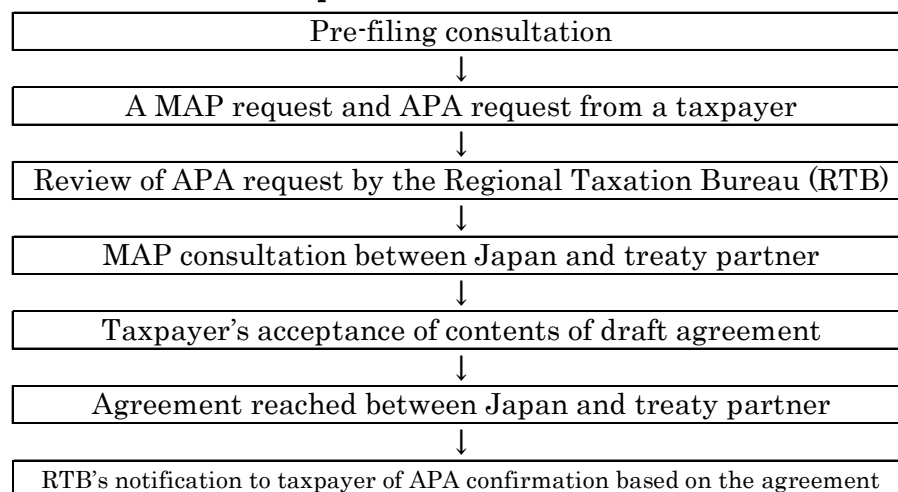 Pre-filing consultation
↓
A MAP request and APA request from a taxpayer
↓
Review of APA request by the Regional Taxation Bureau (RTB)
↓
MAP consultation between Japan and treaty partner
↓
Taxpayer's acceptance of contents of draft agreement
↓
Agreement reached between Japan and treaty partner
↓
RTB's notification to taxpayer of APA confirmation based on the agreement